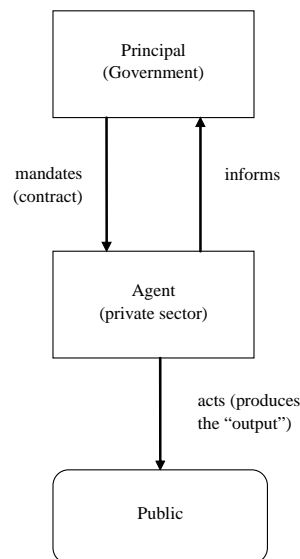 Principal
(Government)
mandates
(contract)
informs
Agent
(private sector)
acts (produces
the “output”)
Public